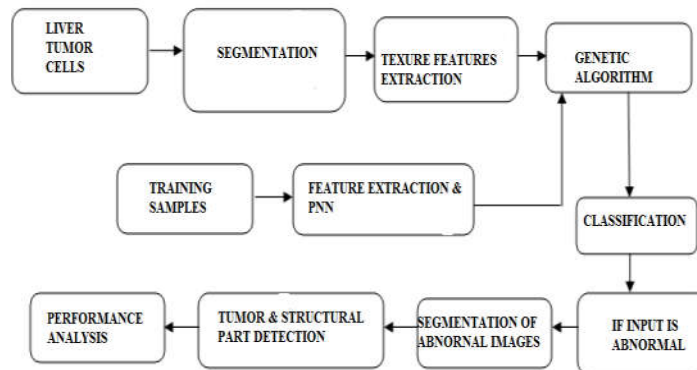 LIVER
TUMOR
CELLS
SEGMENTATION
TEXURE FEATURES
EXTRACTION
GENETIC
ALGORITHM
TRAINING
SAMPLES
FEATURE EXTRACTION &
PNN
CLASSIFICATION
PERFORMANCE
ANALYSIS
TUMOR & STRUCTURAL
PART DETECTION
SEGMENTATION OF
ABNORNAL IMAGES
IF INPUT IS
ABNORMAL